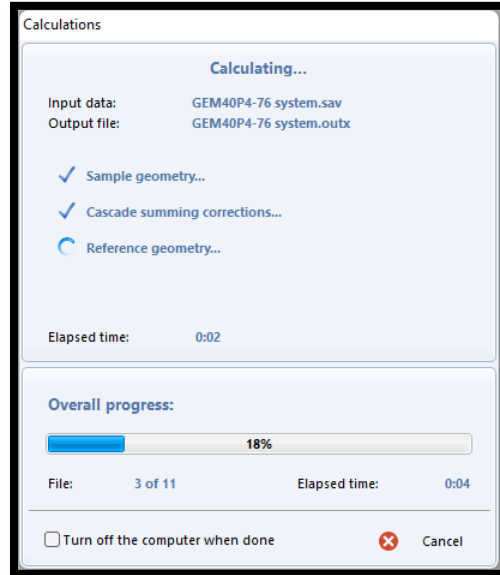 Calculations
Calculating...
Input data: GEM40P4-76 system.sav
Output file: GEM40P4-76 system.outx
Sample geometry...
Cascade summing corrections...
Reference geometry...
Elapsed time: 0:02
Overall progress:
18%
File: 3 of 11 Elapsed time: 0:04
Turn off the computer when done Cancel